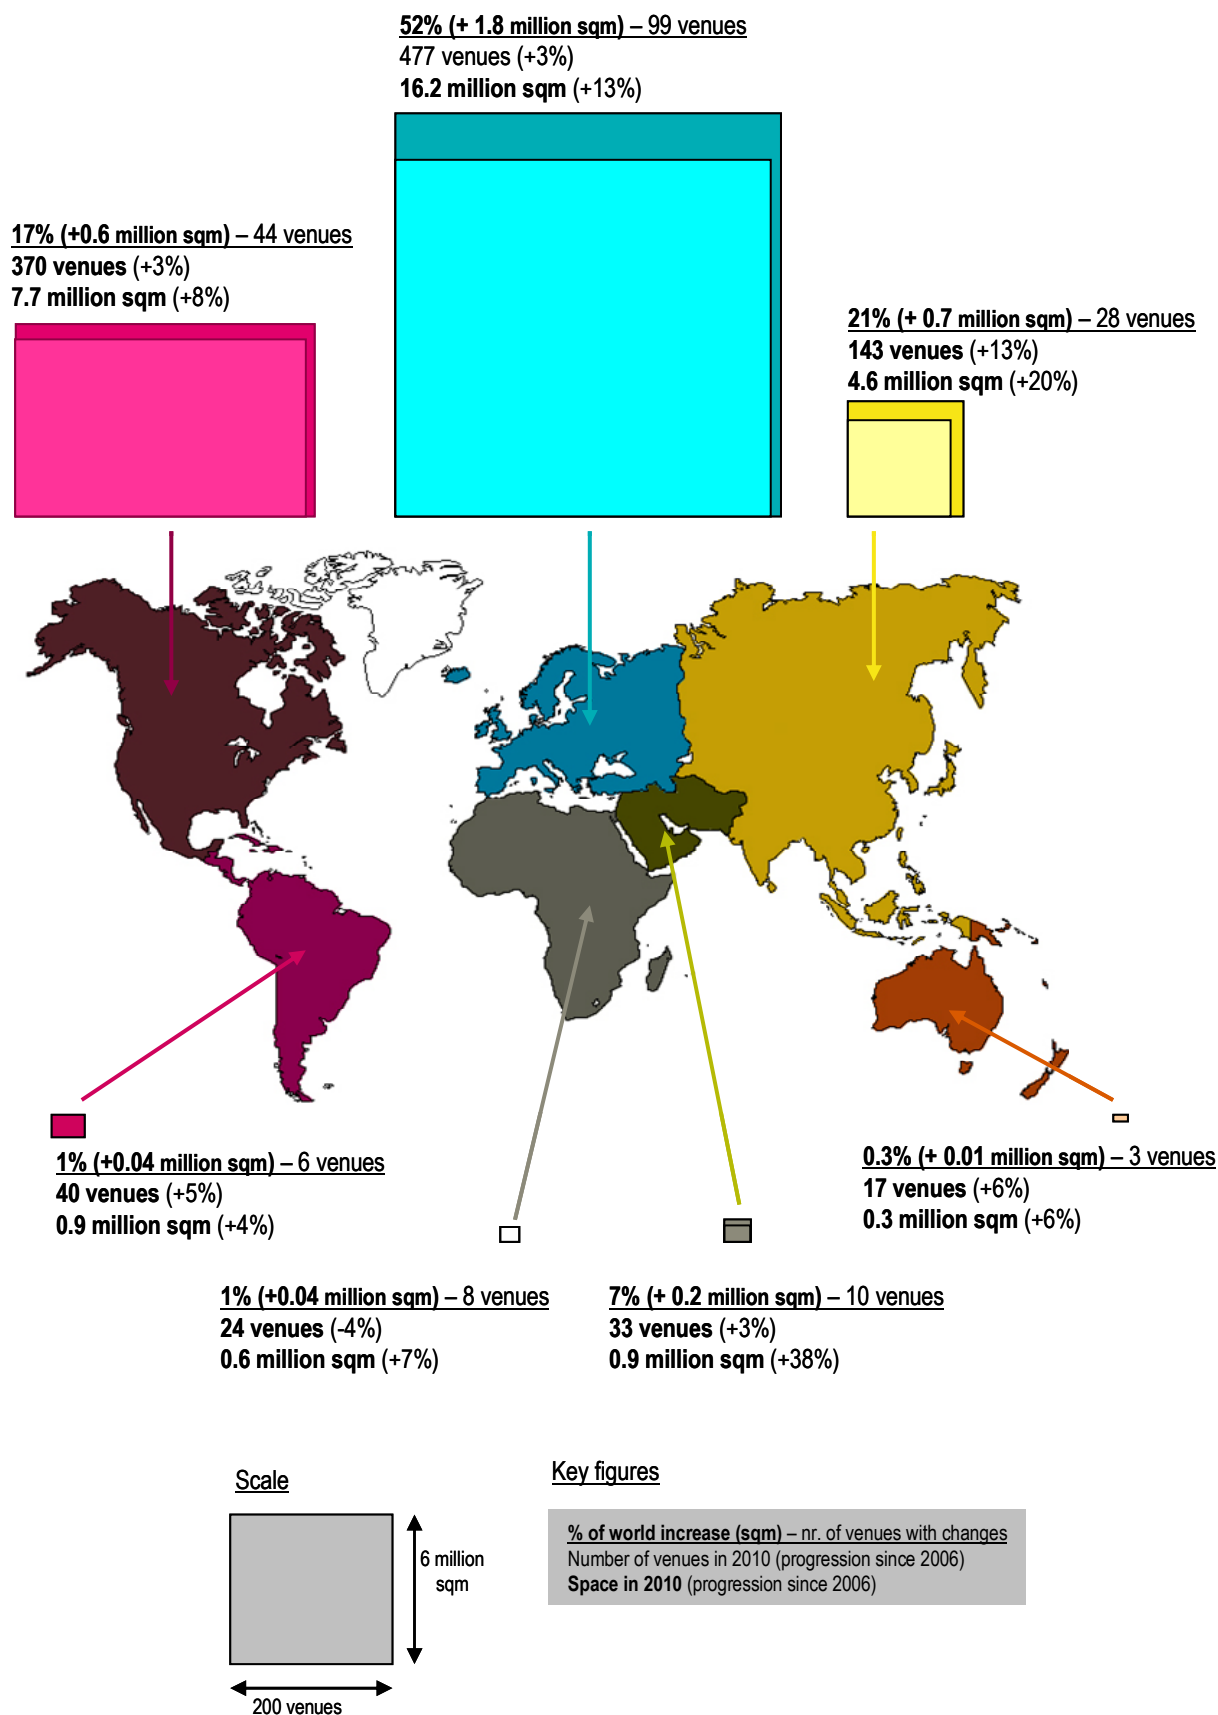 52% (+ 1.8 million sqm) – 99 venues
477 venues (+3%)
16.2 million sqm (+13%)
17% (+0.6 million sqm) – 44 venues
370 venues (+3%)
7.7 million sqm (+8%)
21% (+ 0.7 million sqm) – 28 venues
143 venues (+13%)
4.6 million sqm (+20%)
1% (+0.04 million sqm) – 6 venues
40 venues (+5%)
0.9 million sqm (+4%)
0.3% (+ 0.01 million sqm) – 3 venues
17 venues (+6%)
0.3 million sqm (+6%)
1% (+0.04 million sqm) – 8 venues
24 venues (-4%)
0.6 million sqm (+7%)
7% (+ 0.2 million sqm) – 10 venues
33 venues (+3%)
0.9 million sqm (+38%)
Scale
6 million
sqm
200 venues
Key figures
% of world increase (sqm) – nr. of venues with changes
Number of venues in 2010 (progression since 2006)
Space in 2010 (progression since 2006)